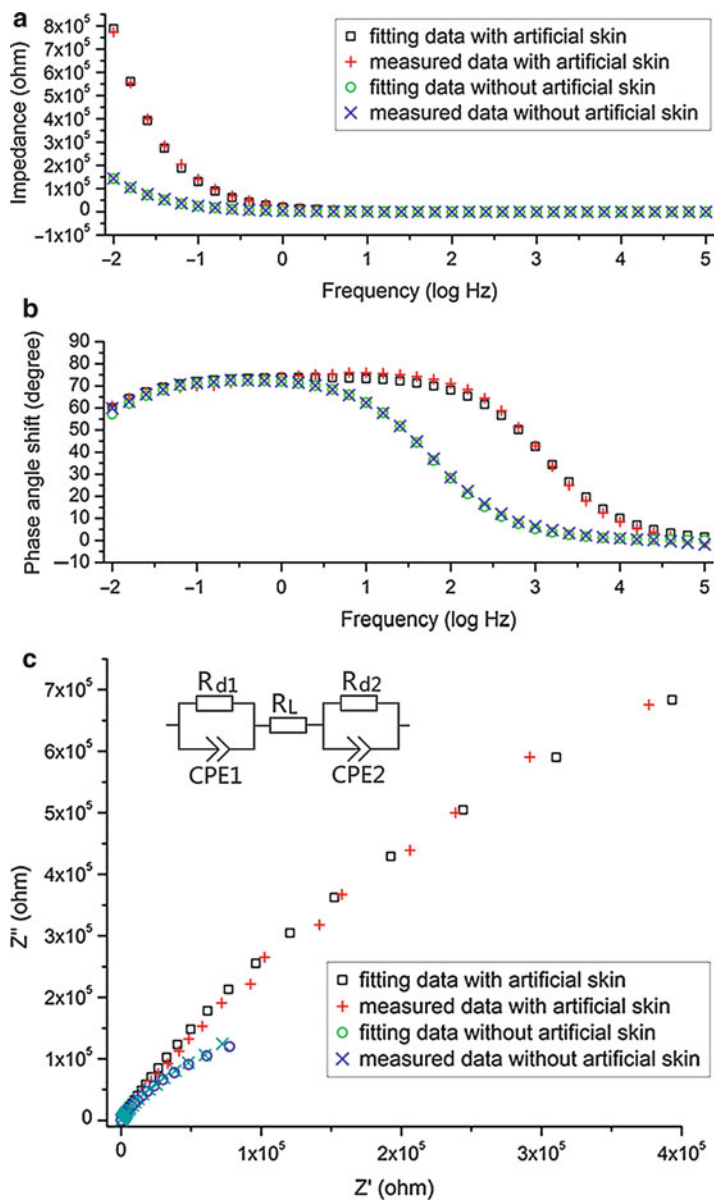 a
Impedance (ohm)
8x10⁵
7x10⁵
6x10⁵
5x10⁵
4x10⁵
3x10⁵
2x10⁵
1x10⁵
0
−1x10⁵
fitting data with artificial skin
measured data with artificial skin
fitting data without artificial skin
measured data without artificial skin
−2 −1 0 1 2 3 4 5
Frequency (log Hz)
b
Phase angle shift (degree)
90
80
70
60
50
40
30
20
10
0
−10
−2 −1 0 1 2 3 4 5
Frequency (log Hz)
c
Z" (ohm)
7x10⁵
6x10⁵
5x10⁵
4x10⁵
3x10⁵
2x10⁵
1x10⁵
0
Rd1 RL Rd2
CPE1 CPE2
fitting data with artificial skin
measured data with artificial skin
fitting data without artificial skin
measured data without artificial skin
0 1x10⁵ 2x10⁵ 3x10⁵ 4x10⁵
Z' (ohm)